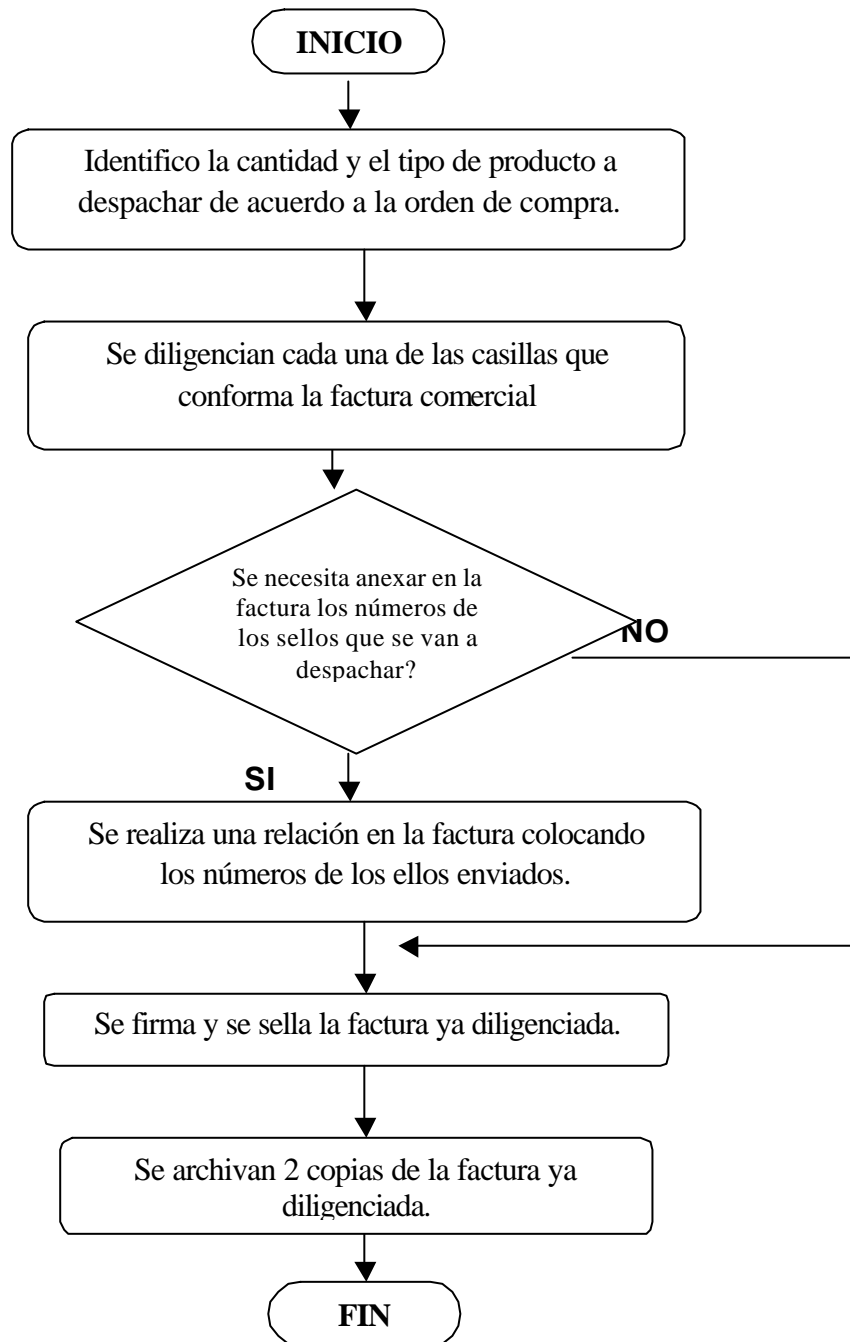 INICIO
Identifico la cantidad y el tipo de producto a
despachar de acuerdo a la orden de compra.
Se diligencian cada una de las casillas que
conforma la factura comercial
Se necesita anexar en la
factura los números de
los sellos que se van a
despachar?
NO
SI
Se realiza una relación en la factura colocando
los números de los ellos enviados.
Se firma y se sella la factura ya diligenciada.
Se archivan 2 copias de la factura ya
diligenciada.
FIN